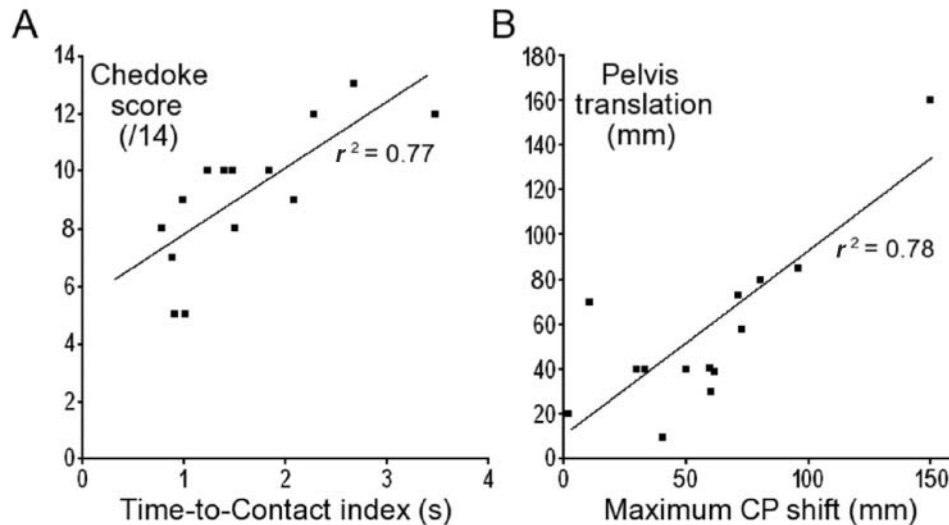 A
Chedoke
score
(/14)
14
12
10
8
6
4
2
0
r² = 0.77
0 1 2 3 4
Time-to-Contact index (s)
B
Pelvis
translation
(mm)
180
160
140
120
100
80
60
40
20
0
r² = 0.78
0 50 100 150
Maximum CP shift (mm)